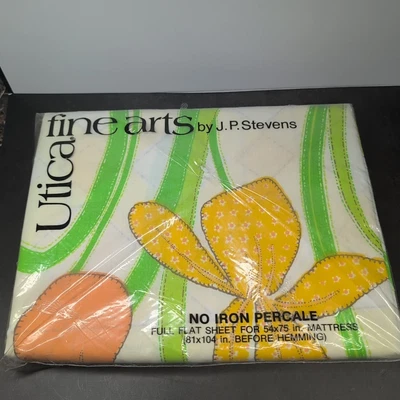 Utica
fine arts by J.P. Stevens
NO IRON PERCALE
FULL FLAT SHEET FOR 54x75 in. MATTRESS
(81x104 in. BEFORE HEMMING)